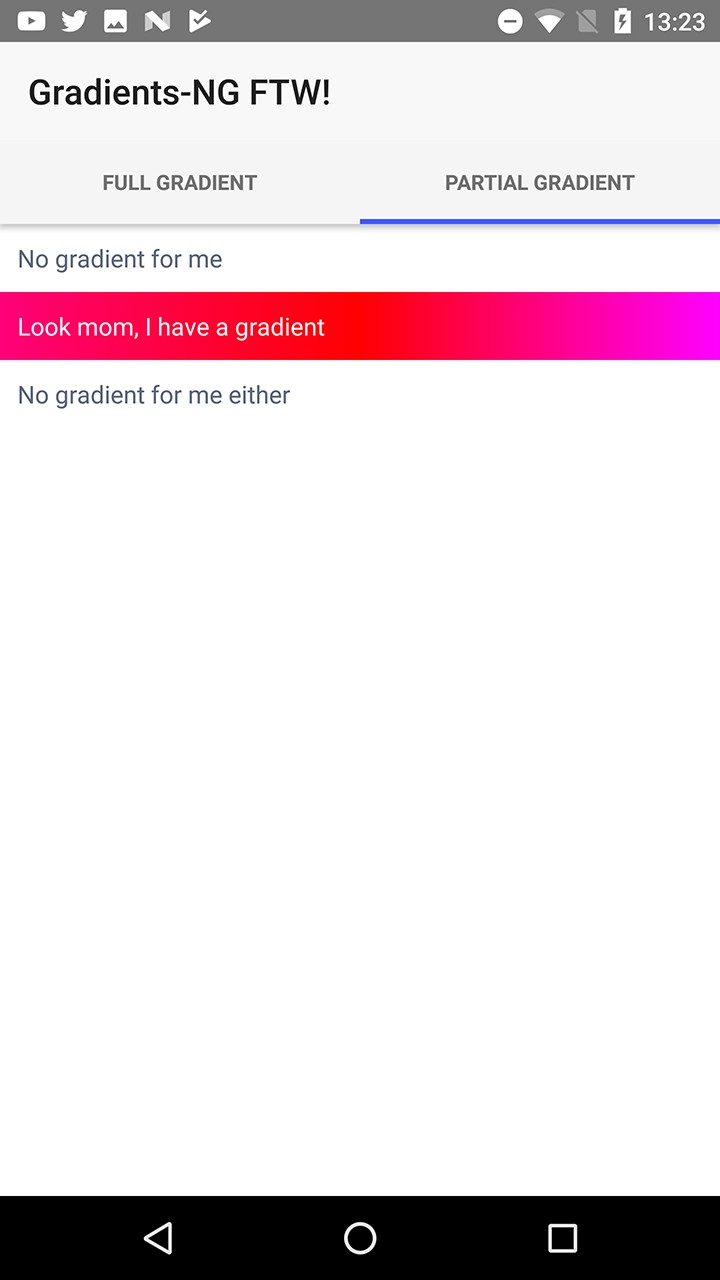 13:23
Gradients-NG FTW!
FULL GRADIENT
PARTIAL GRADIENT
No gradient for me
Look mom, I have a gradient
No gradient for me either